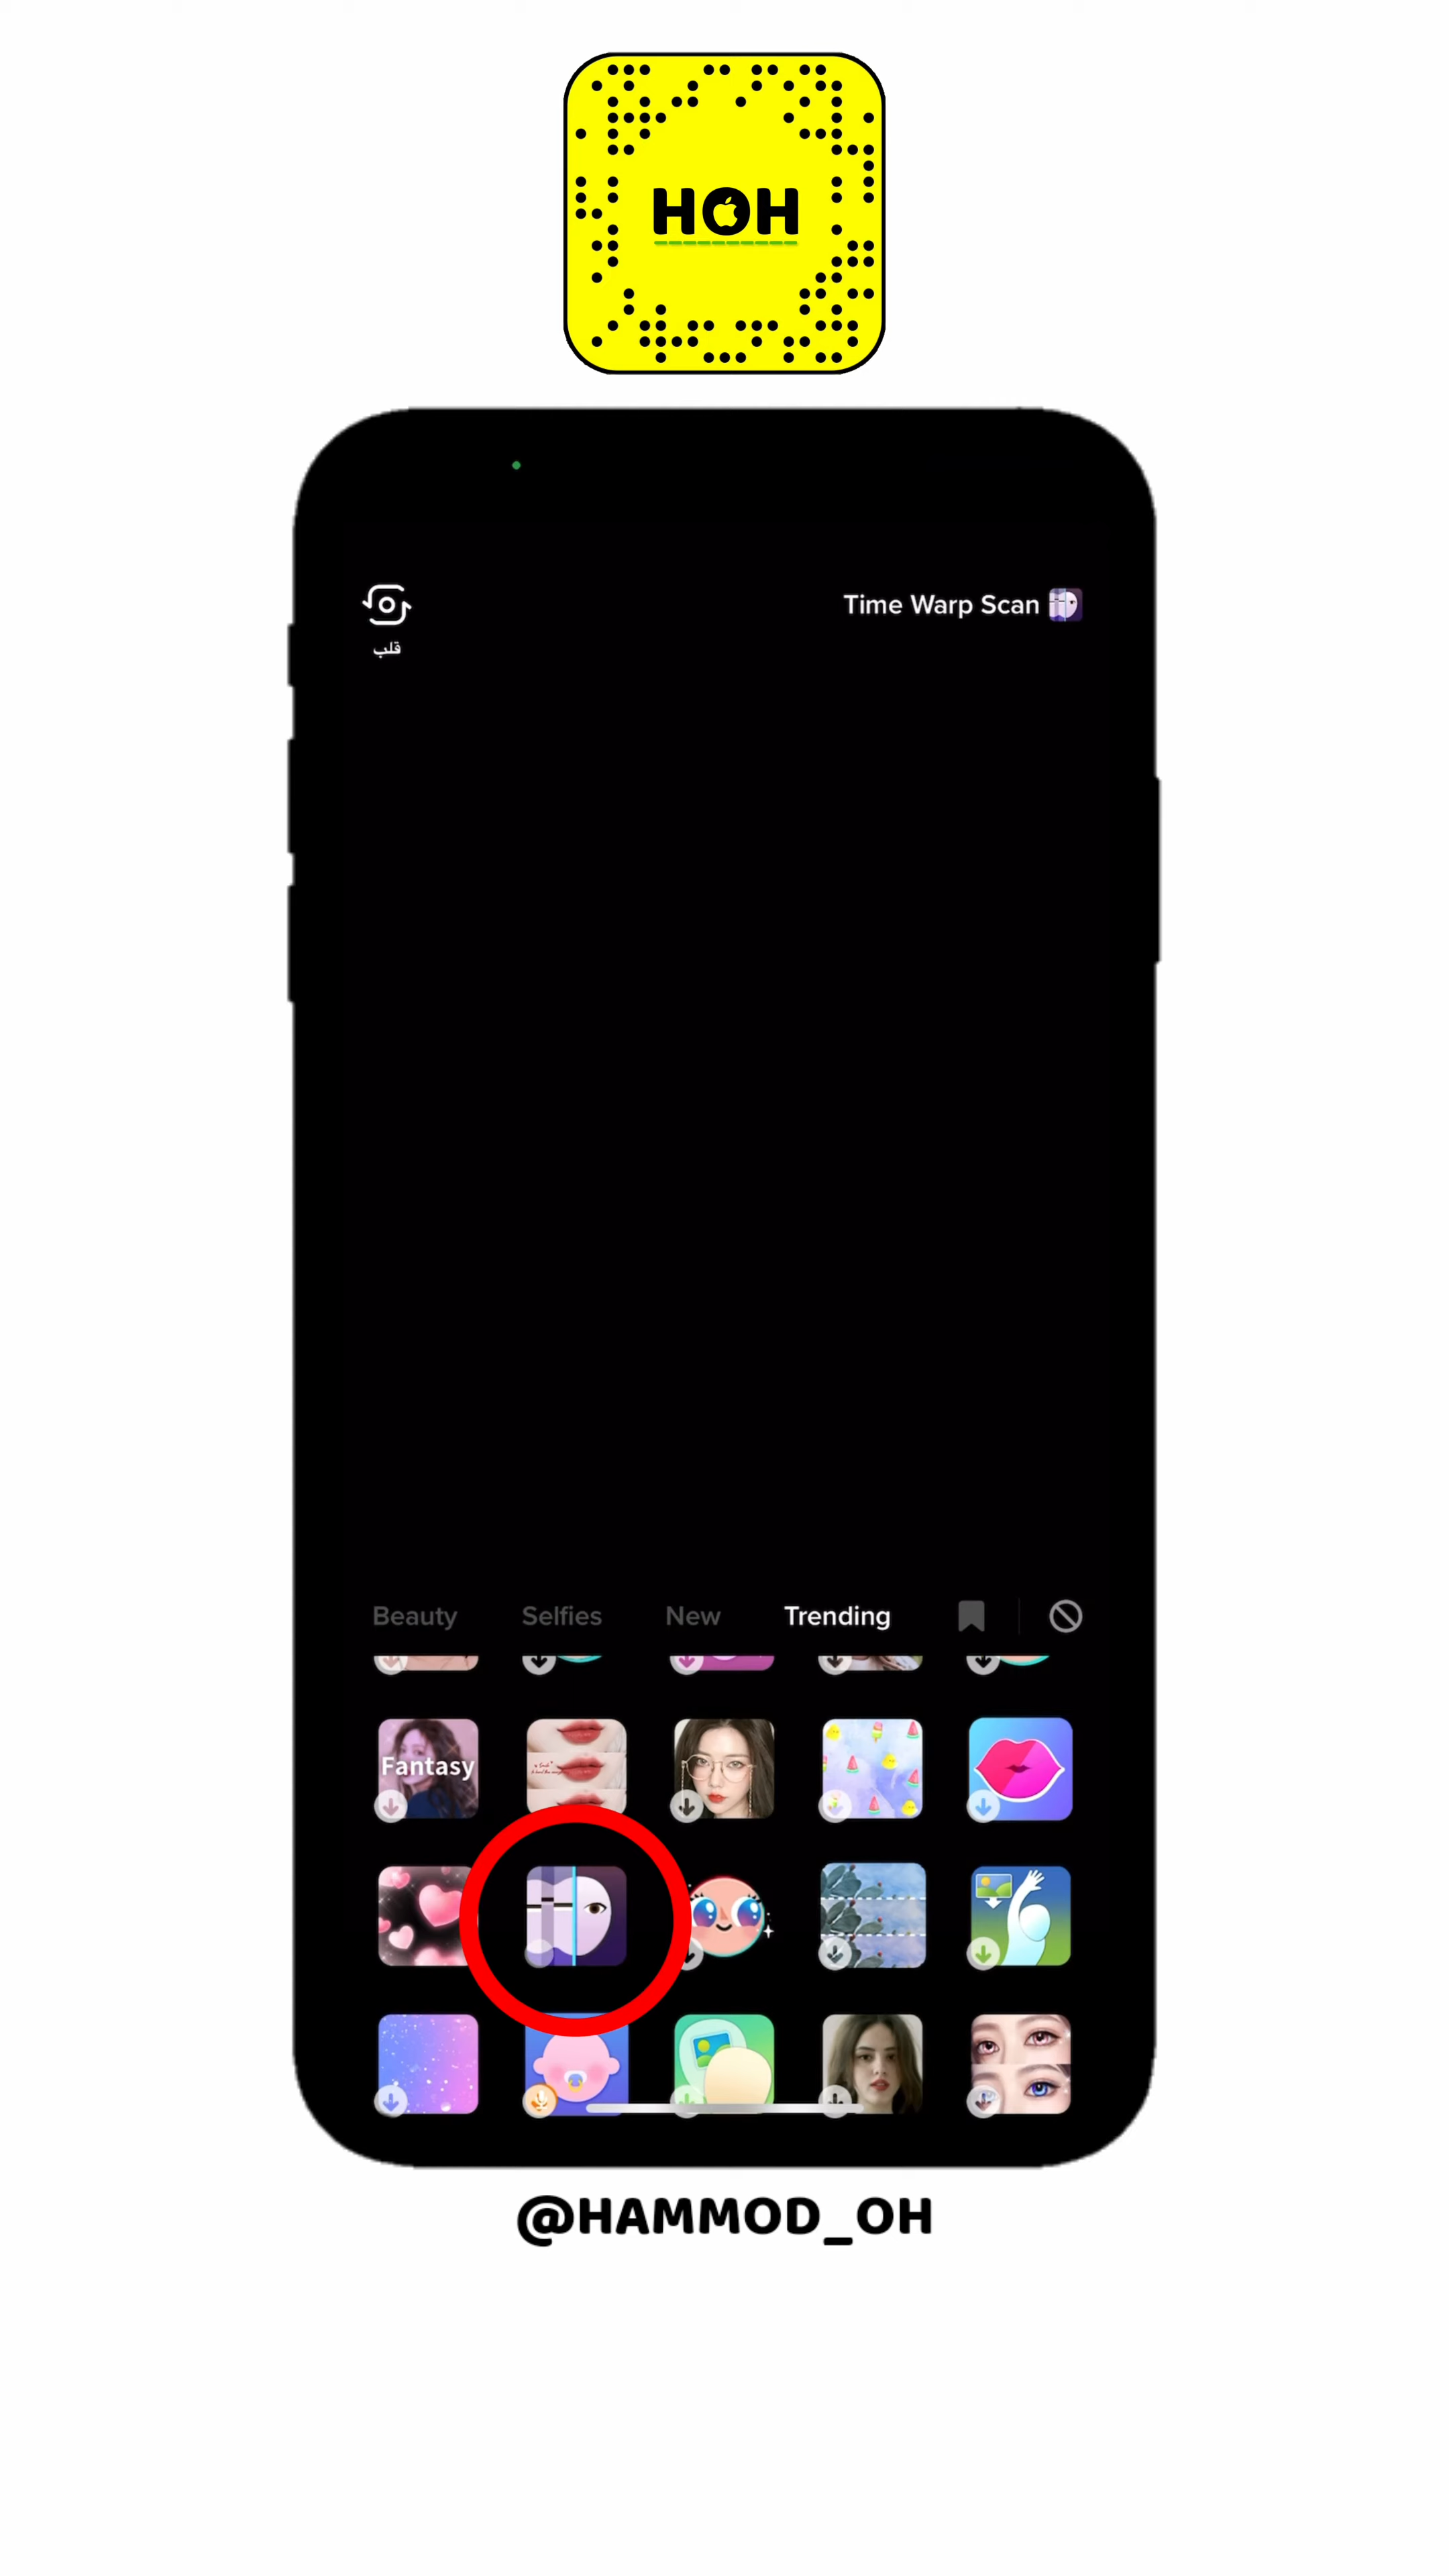 HOH
Time Warp Scan
قلب
Beauty Selfies New Trending
Fantasy
@HAMMOD_OH